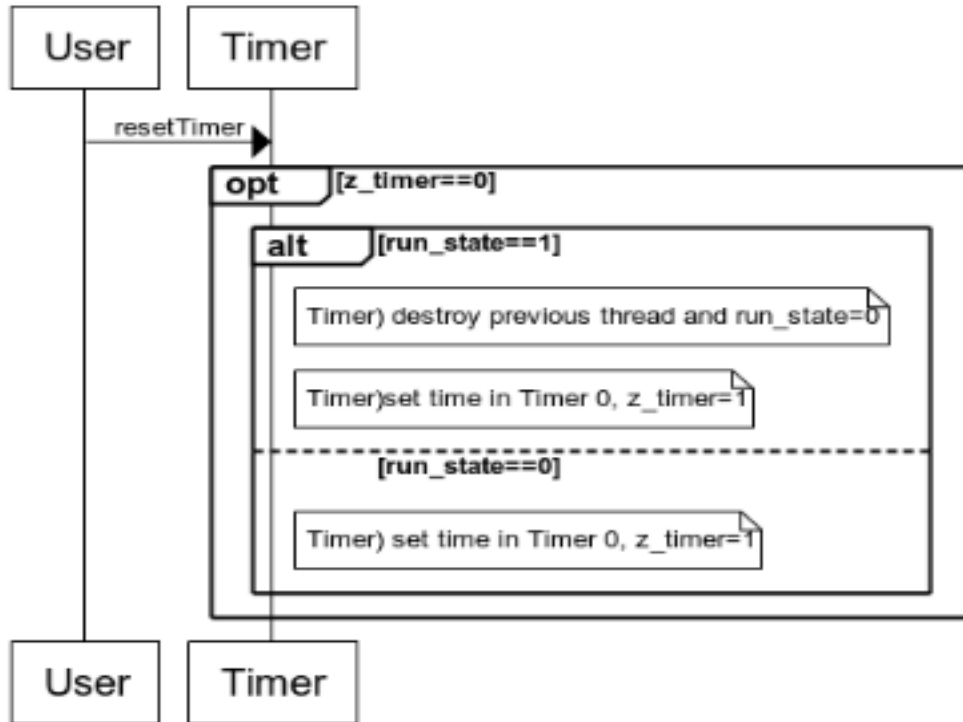 User
Timer
resetTimer
opt
[z_timer==0]
alt
[run_state==1]
Timer) destroy previous thread and run_state=0
Timer)set time in Timer 0, z_timer=1
[run_state==0]
Timer) set time in Timer 0, z_timer=1
User
Timer